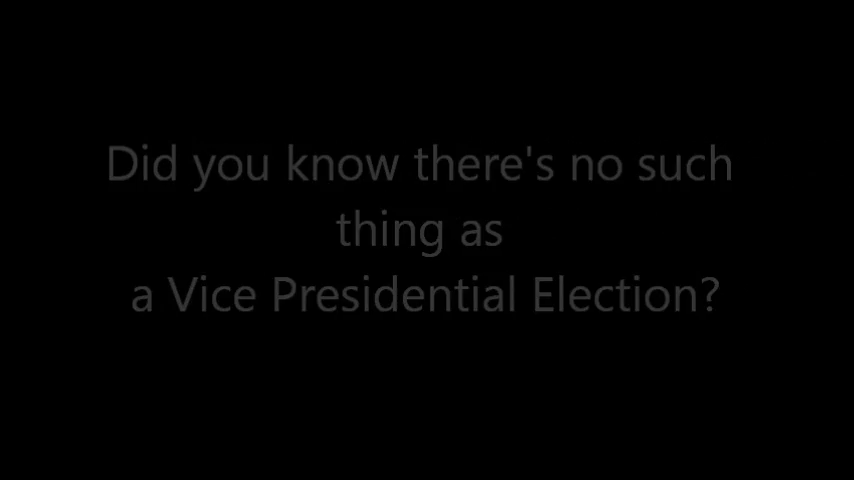 Did you know there's no such
thing as
a Vice Presidential Election?